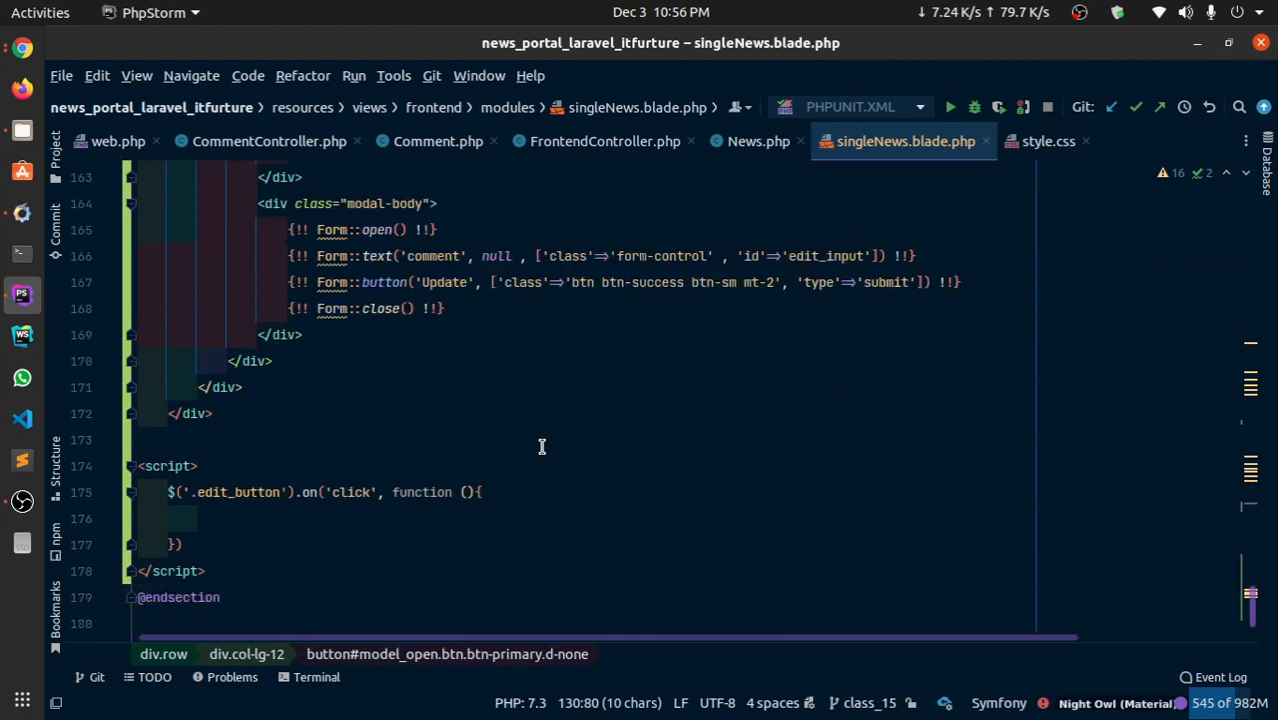 Activities PhpStorm Dec 3 10:56 PM ↓ 7.24 K/s ↑ 79.7 K/s
news_portal_laravel_itfurture – singleNews.blade.php
File Edit View Navigate Code Refactor Run Tools Git Window Help
news_portal_laravel_itfurture resources views frontend modules singleNews.blade.php PHPUNIT.XML Git:
web.php CommentController.php Comment.php FrontendController.php News.php singleNews.blade.php style.css
Project
Commit
Structure
npm
Bookmarks
Database
16 2
163 </div>
164 <div class="modal-body">
165 {!! Form::open() !!}
166 {!! Form::text('comment', null , ['class'=>'form-control' , 'id'=>'edit_input']) !!}
167 {!! Form::button('Update', ['class'=>'btn btn-success btn-sm mt-2', 'type'=>'submit']) !!}
168 {!! Form::close() !!}
169 </div>
170 </div>
171 </div>
172 </div>
173
174 <script>
175 $('.edit_button').on('click', function (){
176
177 })
178 </script>
179 @endsection
180
div.row div.col-lg-12 button#model_open.btn.btn-primary.d-none
Git TODO Problems Terminal Event Log
PHP: 7.3 130:80 (10 chars) LF UTF-8 4 spaces class_15 Symfony Night Owl (Material) 545 of 982M